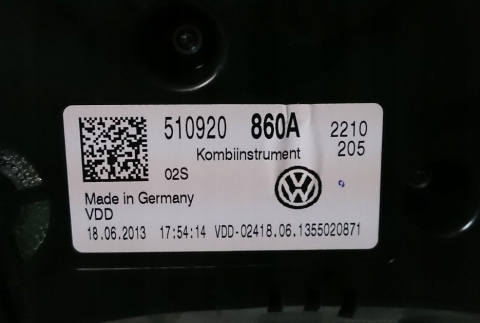 510920 860A 2210
Kombiinstrument 205
02S
Made in Germany
VDD
18.06.2013 17:54:14 VDD-02418.06.1355020871